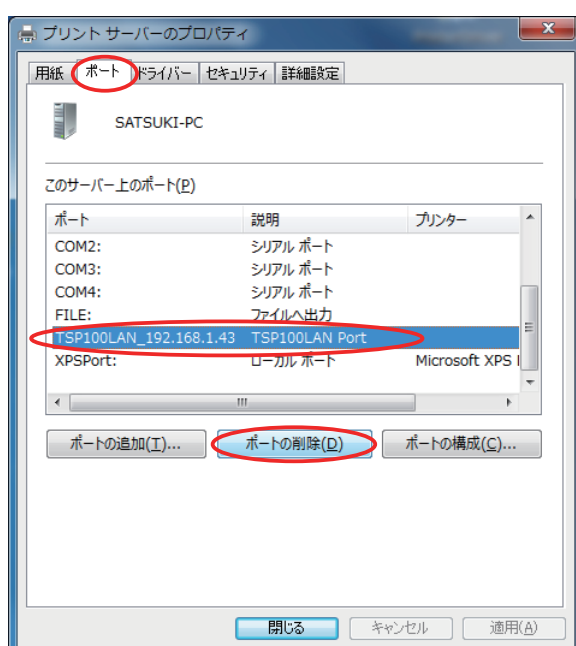 プリント サーバーのプロパティ
用紙 ポート ドライバー セキュリティ 詳細設定
SATSUKI-PC
このサーバー上のポート(P)
ポート 説明 プリンター
COM2: シリアル ポート
COM3: シリアル ポート
COM4: シリアル ポート
FILE: ファイルへ出力
TSP100LAN_192.168.1.43 TSP100LAN Port
XPSPort: ローカル ポート Microsoft XPS
ポートの追加(T)... ポートの削除(D) ポートの構成(C)...
閉じる キャンセル 適用(A)